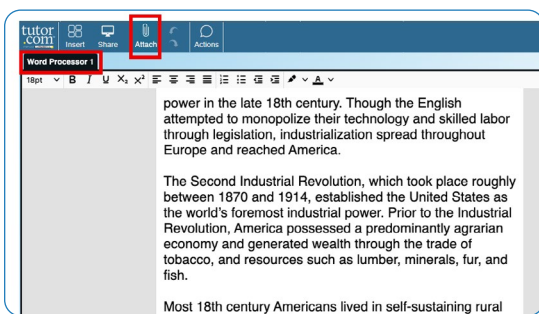 tutor
.com
Insert
Share
Attach
Actions
Word Processor 1
18pt B I U X₂ X² A
power in the late 18th century. Though the English
attempted to monopolize their technology and skilled labor
through legislation, industrialization spread throughout
Europe and reached America.
The Second Industrial Revolution, which took place roughly
between 1870 and 1914, established the United States as
the world's foremost industrial power. Prior to the Industrial
Revolution, America possessed a predominantly agrarian
economy and generated wealth through the trade of
tobacco, and resources such as lumber, minerals, fur, and
fish.
Most 18th century Americans lived in self-sustaining rural